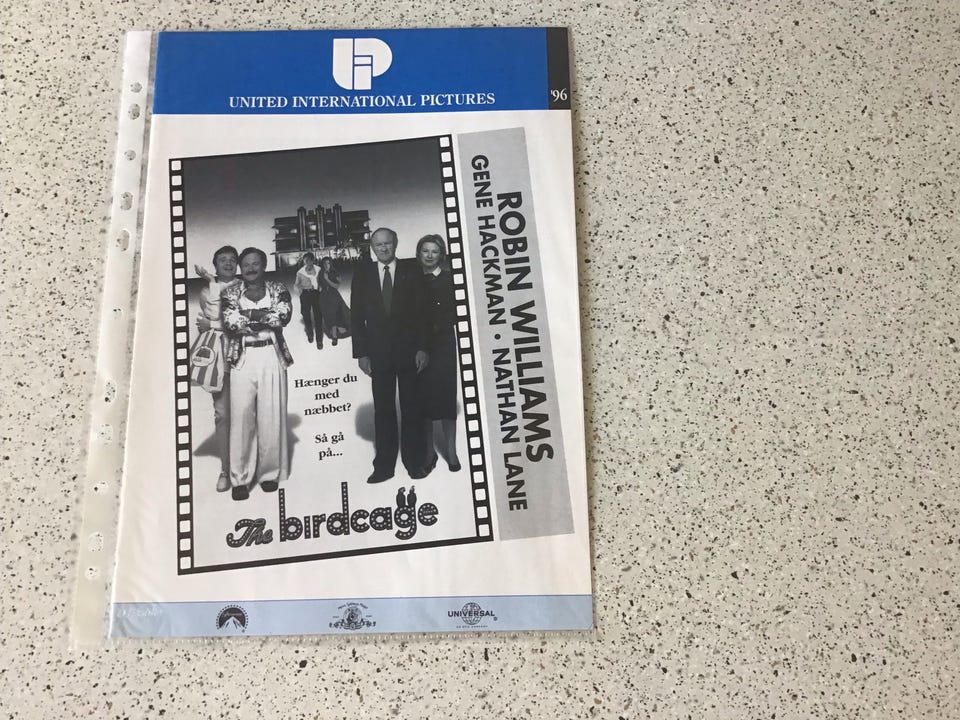 UIP
UNITED INTERNATIONAL PICTURES
'96
ROBIN WILLIAMS
GENE HACKMAN • NATHAN LANE
Hænger du
med
næbbet?
Så gå
på...
The birdcage
UNIVERSAL